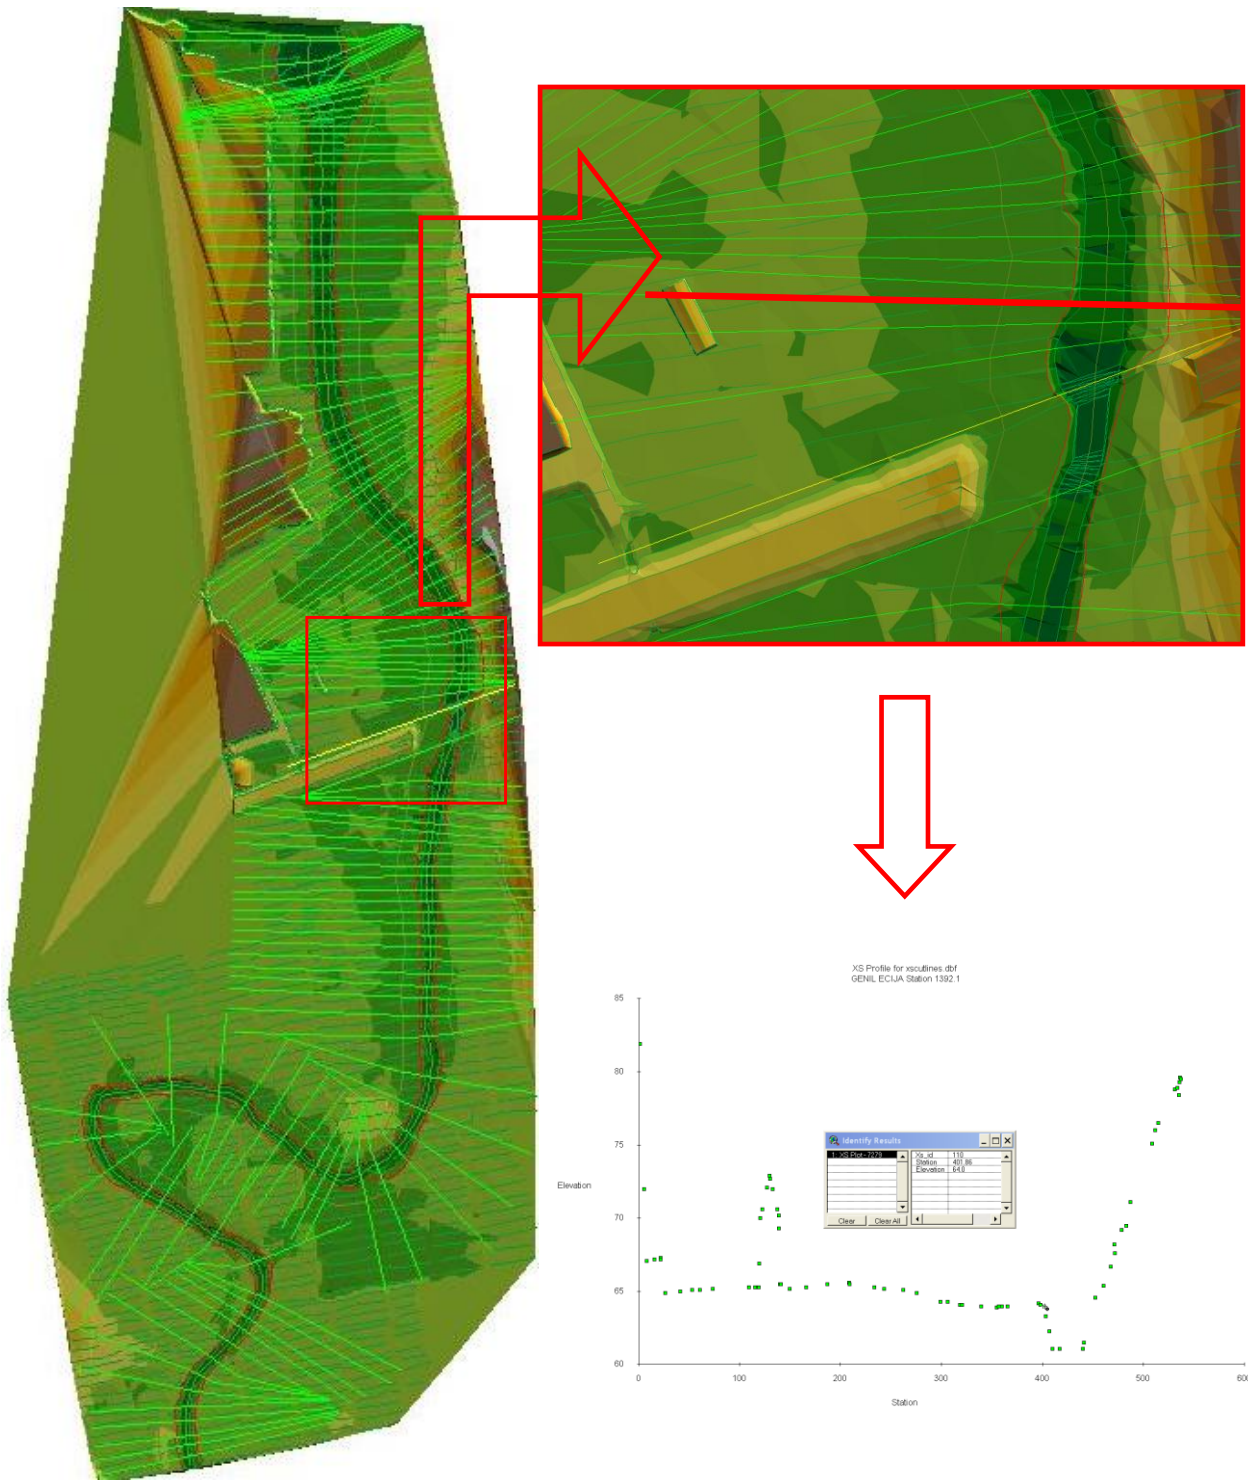 XS Profile for xscutlines.dbf
GENIL ECIJA Station 1392.1
85
80
75
70
65
60
Elevation
0
100
200
300
400
500
600
Station
Identify Results
1: XS Plot - 7279
Xs_id 110
Station 401.86
Elevation 64.0
Clear
Clear All